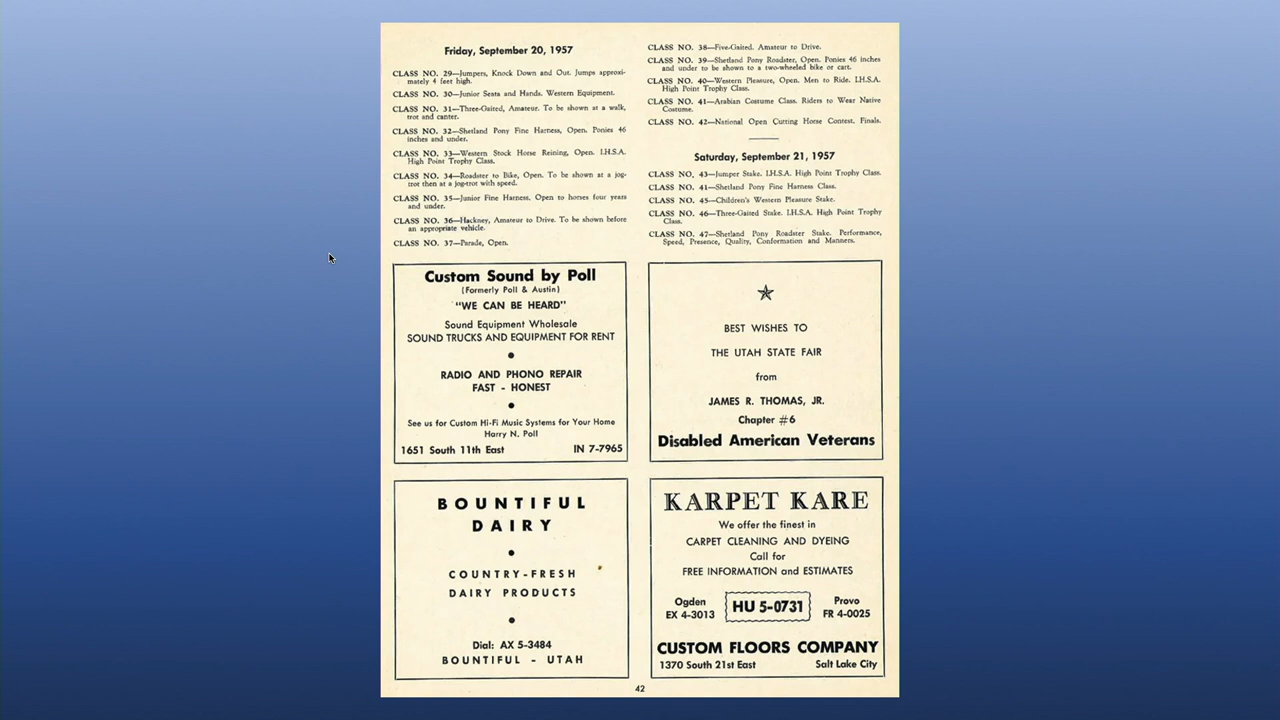 Friday, September 20, 1957
CLASS NO. 29—Jumpers, Knock Down and Out. Jumps approxi-
mately 4 feet high.
CLASS NO. 30—Junior Seats and Hands. Western Equipment.
CLASS NO. 31—Three-Gaited, Amateur. To be shown at a walk,
trot and canter.
CLASS NO. 32—Shetland Pony Fine Harness, Open. Ponies 46
inches and under.
CLASS NO. 33—Western Stock Horse Reining, Open. I.H.S.A.
High Point Trophy Class.
CLASS NO. 34—Roadster to Bike, Open. To be shown at a jog-
trot then at a jog-trot with speed.
CLASS NO. 35—Junior Fine Harness. Open to horses four years
and under.
CLASS NO. 36—Hackney, Amateur to Drive. To be shown before
an appropriate vehicle.
CLASS NO. 37—Parade, Open.
CLASS NO. 38—Five-Gaited. Amateur to Drive.
CLASS NO. 39—Shetland Pony Roadster, Open. Ponies 46 inches
and under to be shown to a two-wheeled bike or cart.
CLASS NO. 40—Western Pleasure, Open. Men to Ride. I.H.S.A.
High Point Trophy Class.
CLASS NO. 41—Arabian Costume Class. Riders to Wear Native
Costume.
CLASS NO. 42—National Open Cutting Horse Contest. Finals.
Saturday, September 21, 1957
CLASS NO. 43—Jumper Stake. I.H.S.A. High Point Trophy Class.
CLASS NO. 41—Shetland Pony Fine Harness Class.
CLASS NO. 45—Children's Western Pleasure Stake.
CLASS NO. 46—Three-Gaited Stake. I.H.S.A. High Point Trophy
Class.
CLASS NO. 47—Shetland Pony Roadster Stake. Performance,
Speed, Presence, Quality, Conformation and Manners.
Custom Sound by Poll
(Formerly Poll & Austin)
"WE CAN BE HEARD"
Sound Equipment Wholesale
SOUND TRUCKS AND EQUIPMENT FOR RENT
RADIO AND PHONO REPAIR
FAST - HONEST
See us for Custom Hi-Fi Music Systems for Your Home
Harry N. Poll
1651 South 11th East IN 7-7965
BEST WISHES TO
THE UTAH STATE FAIR
from
JAMES R. THOMAS, JR.
Chapter #6
Disabled American Veterans
BOUNTIFUL
DAIRY
COUNTRY-FRESH
DAIRY PRODUCTS
Dial: AX 5-3484
BOUNTIFUL - UTAH
KARPET KARE
We offer the finest in
CARPET CLEANING AND DYEING
Call for
FREE INFORMATION and ESTIMATES
Ogden
EX 4-3013
HU 5-0731
Provo
FR 4-0025
CUSTOM FLOORS COMPANY
1370 South 21st East Salt Lake City
42